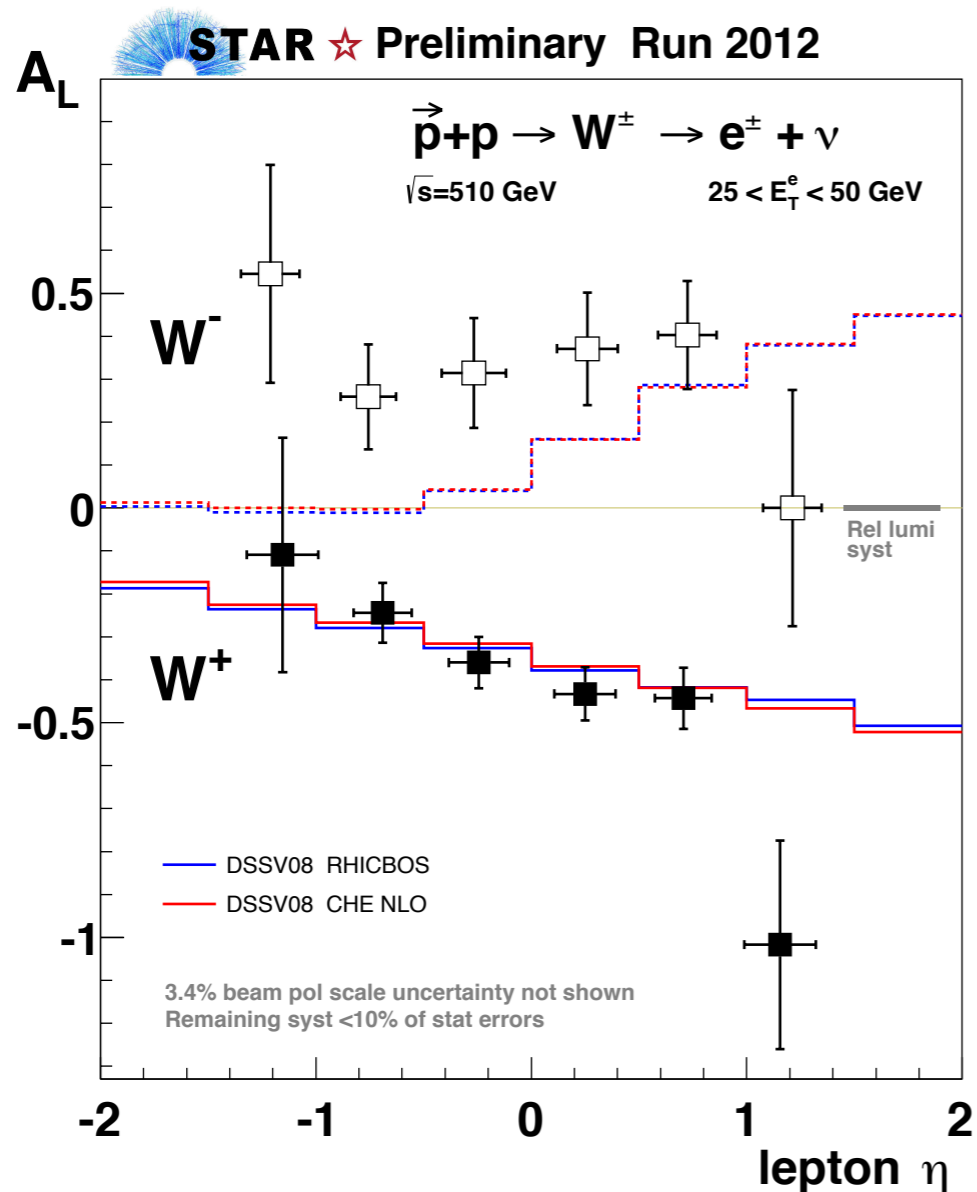 STAR ☆ Preliminary Run 2012
A_L
p+p → W± → e± + ν
√s=510 GeV
25 < E_T^e < 50 GeV
0.5
W-
0
Rel lumi
syst
W+
-0.5
DSSV08 RHICBOS
DSSV08 CHE NLO
-1
3.4% beam pol scale uncertainty not shown
Remaining syst <10% of stat errors
-2 -1 0 1 2
lepton η